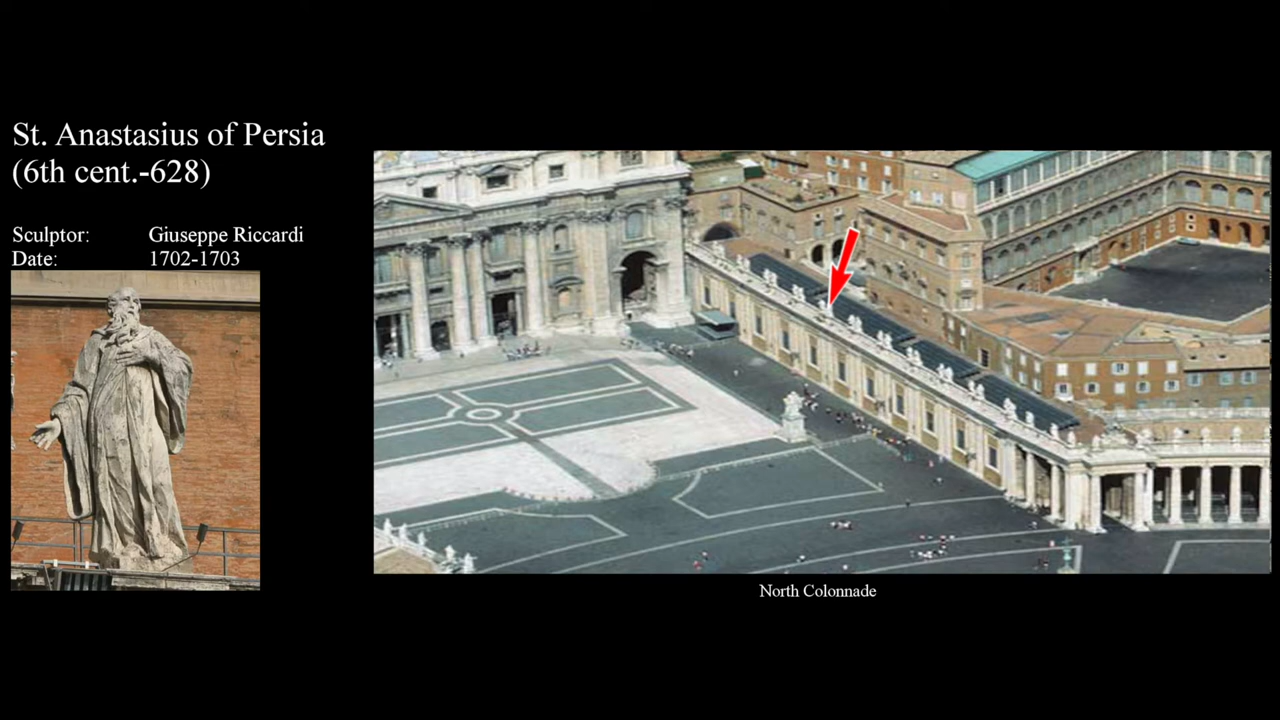 St. Anastasius of Persia
(6th cent.-628)
Sculptor: Giuseppe Riccardi
Date: 1702-1703
North Colonnade